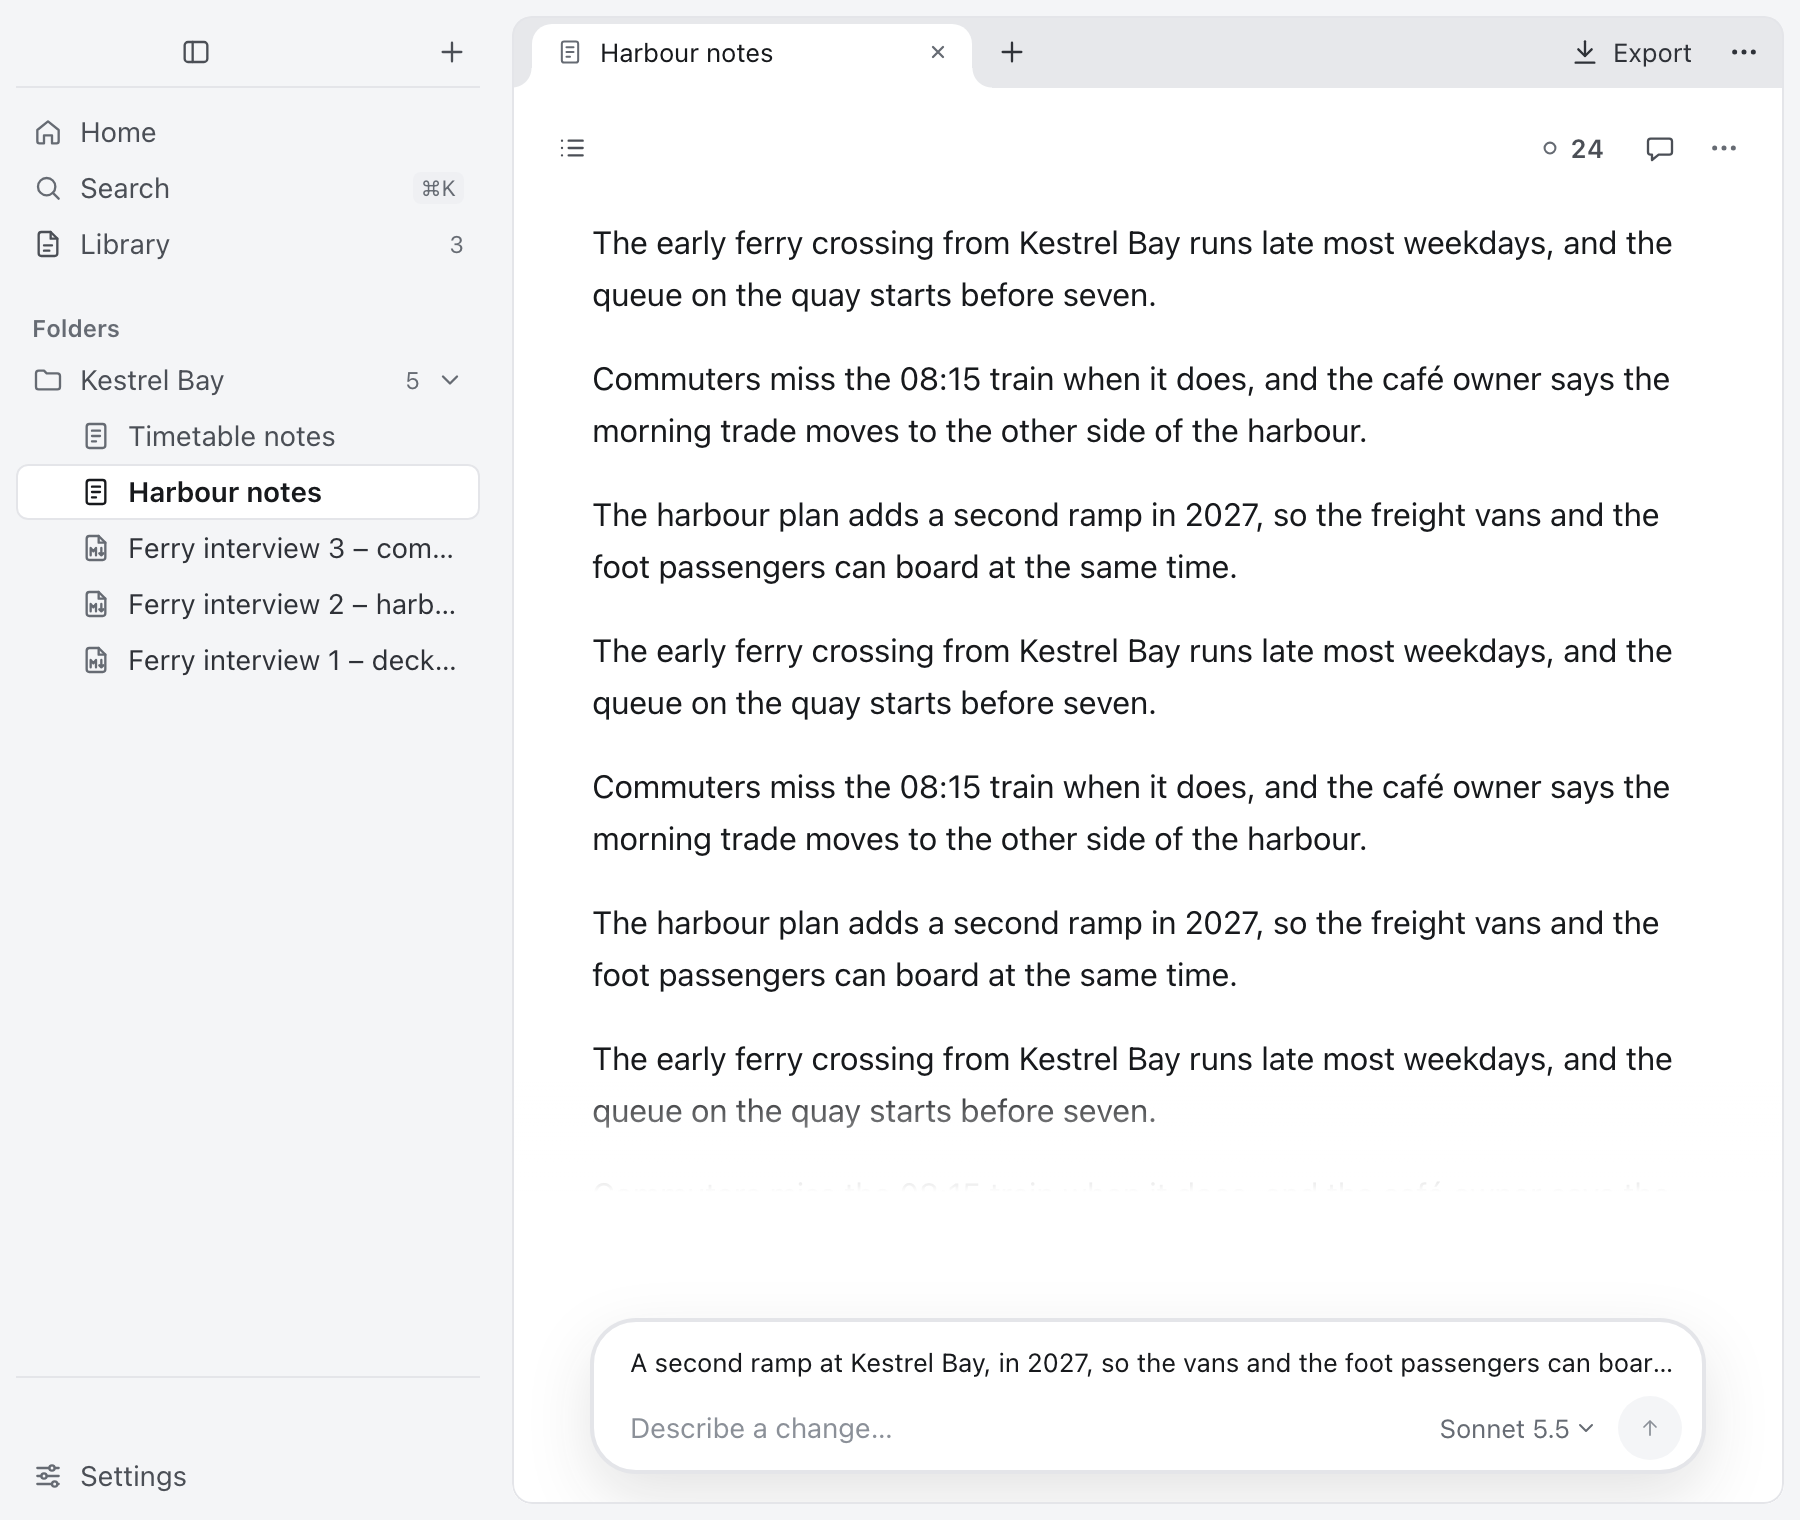 Harbour notes
Export
Home
Search ⌘K
Library 3
Folders
Kestrel Bay 5
Timetable notes
Harbour notes
Ferry interview 3 – com...
Ferry interview 2 – harb...
Ferry interview 1 – deck...
Settings
24
The early ferry crossing from Kestrel Bay runs late most weekdays, and the
queue on the quay starts before seven.
Commuters miss the 08:15 train when it does, and the café owner says the
morning trade moves to the other side of the harbour.
The harbour plan adds a second ramp in 2027, so the freight vans and the
foot passengers can board at the same time.
The early ferry crossing from Kestrel Bay runs late most weekdays, and the
queue on the quay starts before seven.
Commuters miss the 08:15 train when it does, and the café owner says the
morning trade moves to the other side of the harbour.
The harbour plan adds a second ramp in 2027, so the freight vans and the
foot passengers can board at the same time.
The early ferry crossing from Kestrel Bay runs late most weekdays, and the
queue on the quay starts before seven.
A second ramp at Kestrel Bay, in 2027, so the vans and the foot passengers can boar...
Describe a change...
Sonnet 5.5